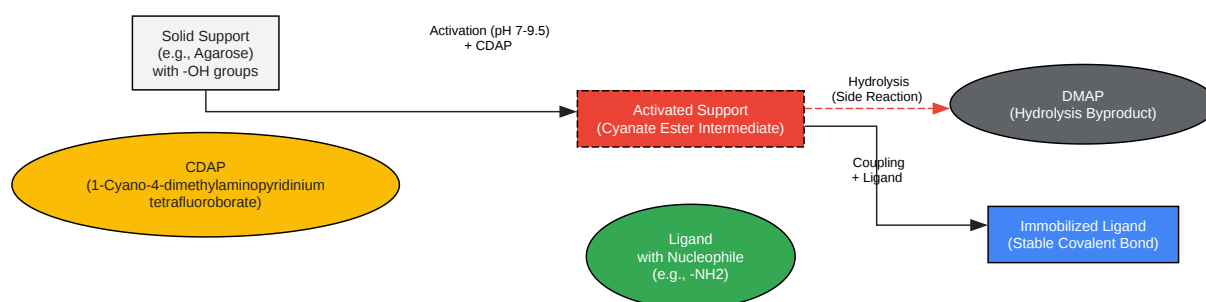 Solid Support
(e.g., Agarose)
with -OH groups
Activation (pH 7-9.5)
+ CDAP
Activated Support
(Cyanate Ester Intermediate)
Hydrolysis
(Side Reaction)
DMAP
(Hydrolysis Byproduct)
CDAP
(1-Cyano-4-dimethylaminopyridinium
tetrafluoroborate)
Coupling
+ Ligand
Ligand
with Nucleophile
(e.g., -NH2)
Immobilized Ligand
(Stable Covalent Bond)